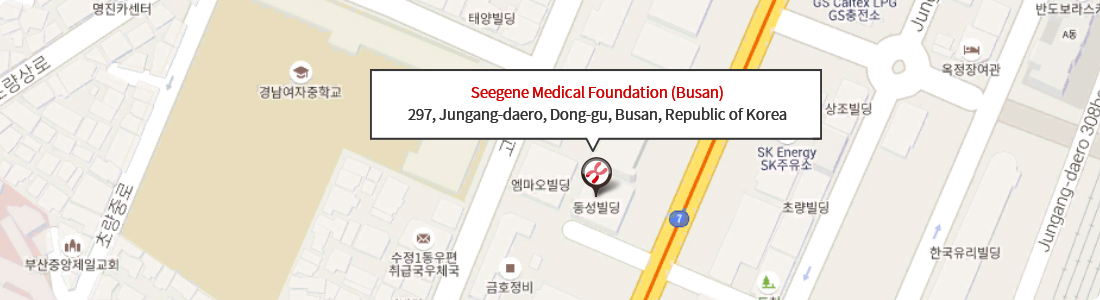 명진카센터
태양빌딩
GS Caltex LPG
GS충전소
반도보라스카
A동
옥정장여관
경남여자중학교
초량상로
Seegene Medical Foundation (Busan)
297, Jungang-daero, Dong-gu, Busan, Republic of Korea
상조빌딩
Jungang-daero 308be
SK Energy
SK주유소
엠마오빌딩
동성빌딩
초량빌딩
7
초량중로
부산중앙제일교회
수정1동우편
취급국우체국
금호정비
한국유리빌딩